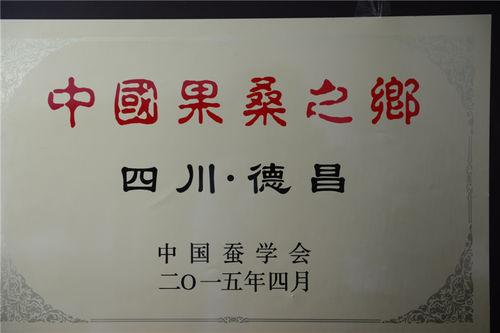 中國果桑之鄉
四川·德昌
中国蚕学会
二〇一五年四月